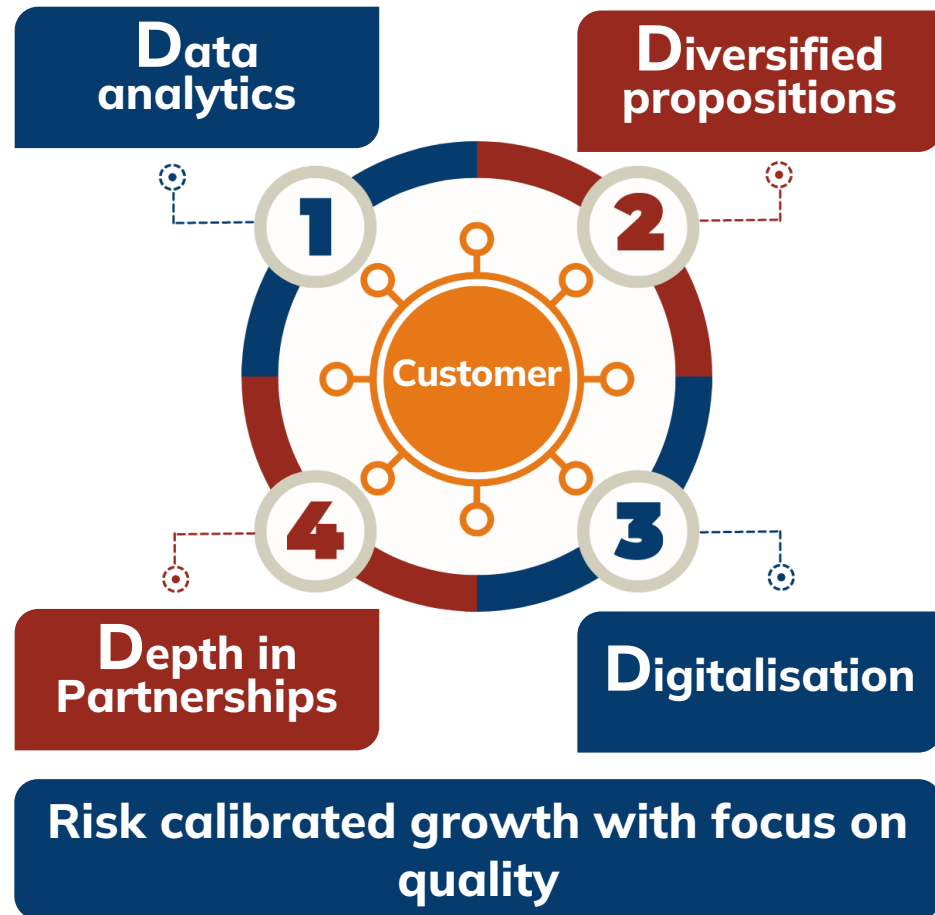 Data
analytics
Diversified
propositions
1
2
Customer
4
3
Depth in
Partnerships
Digitalisation
Risk calibrated growth with focus on
quality